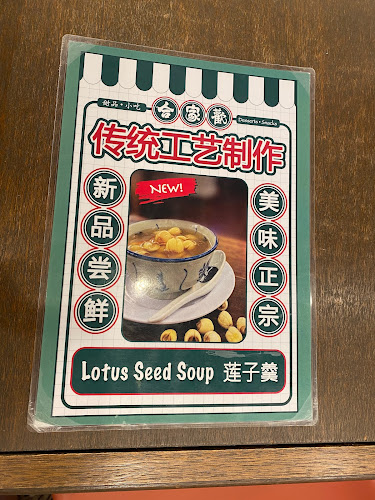 甜品·小吃
合家歡
Desserts·Snacks
传统工艺制作
新品尝鲜
NEW!
美味正宗
Lotus Seed Soup 莲子羹